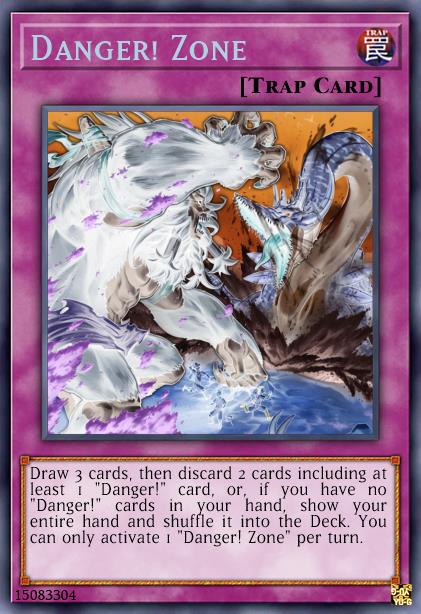 Danger! Zone
TRAP
罠
[Trap Card]
Draw 3 cards, then discard 2 cards including at
least 1 "Danger!" card, or, if you have no
"Danger!" cards in your hand, show your
entire hand and shuffle it into the Deck. You
can only activate 1 "Danger! Zone" per turn.
15083304